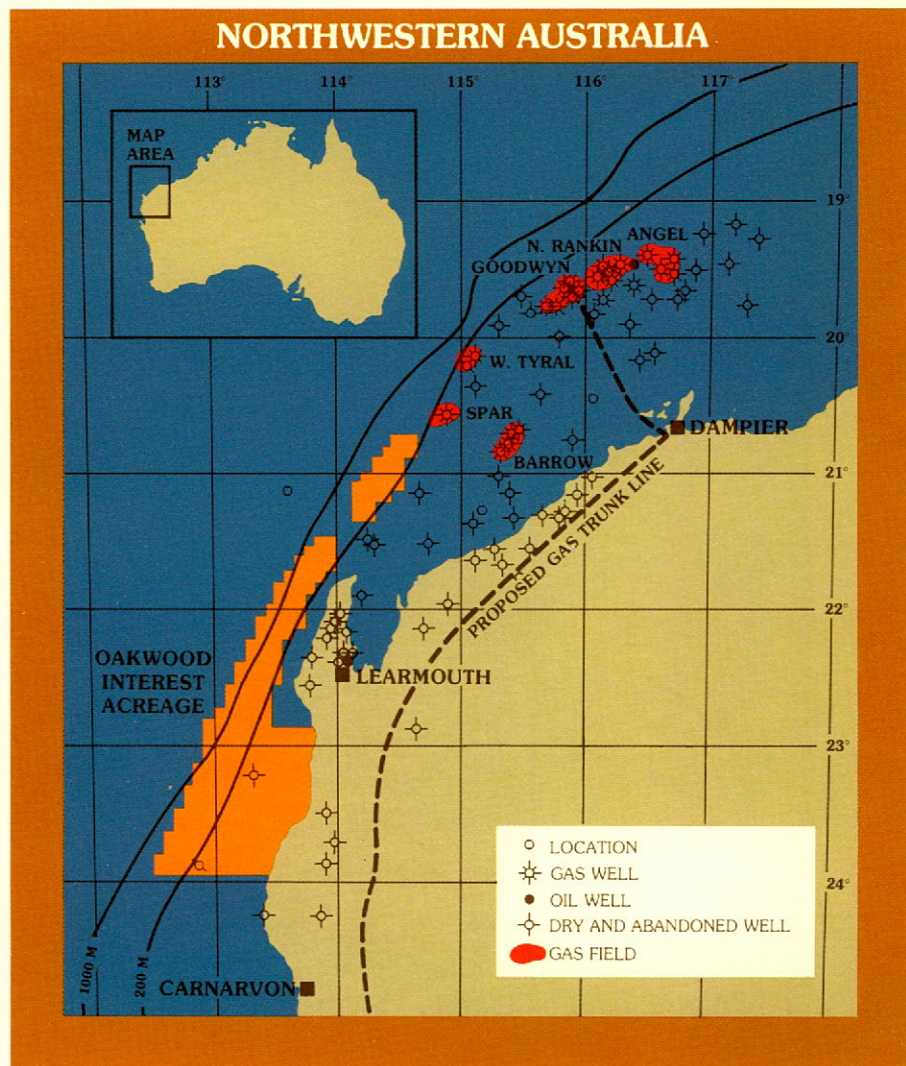 NORTHWESTERN AUSTRALIA
113°
114°
115°
116°
117°
MAP
AREA
19°
ANGEL
N. RANKIN
GOODWYN
20°
W. TYRAL
SPAR
DAMPIER
BARROW
21°
PROPOSED GAS TRUNK LINE
22°
OAKWOOD
INTEREST
ACREAGE
LEARMOUTH
23°
LOCATION
GAS WELL
OIL WELL
DRY AND ABANDONED WELL
GAS FIELD
24°
1000 M
200 M
CARNARVON